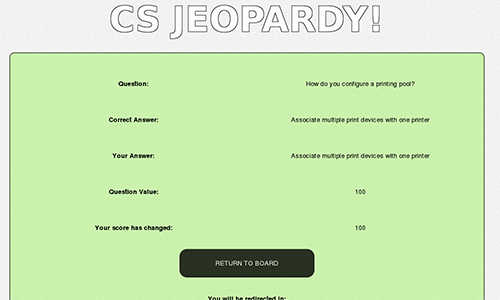 CS JEOPARDY!
Question: How do you configure a printing pool?
Correct Answer: Associate multiple print devices with one printer
Your Answer: Associate multiple print devices with one printer
Question Value: 100
Your score has changed: 100
RETURN TO BOARD
You will be redirected in: